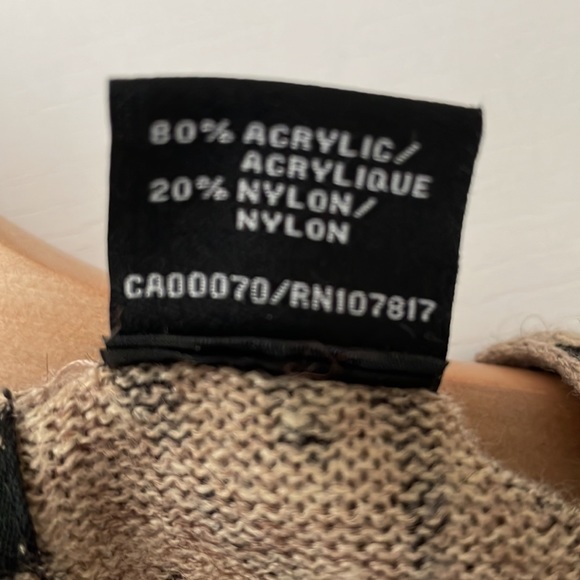 80% ACRYLIC/
ACRYLIQUE
20% NYLON/
NYLON
CA00070/RN107817